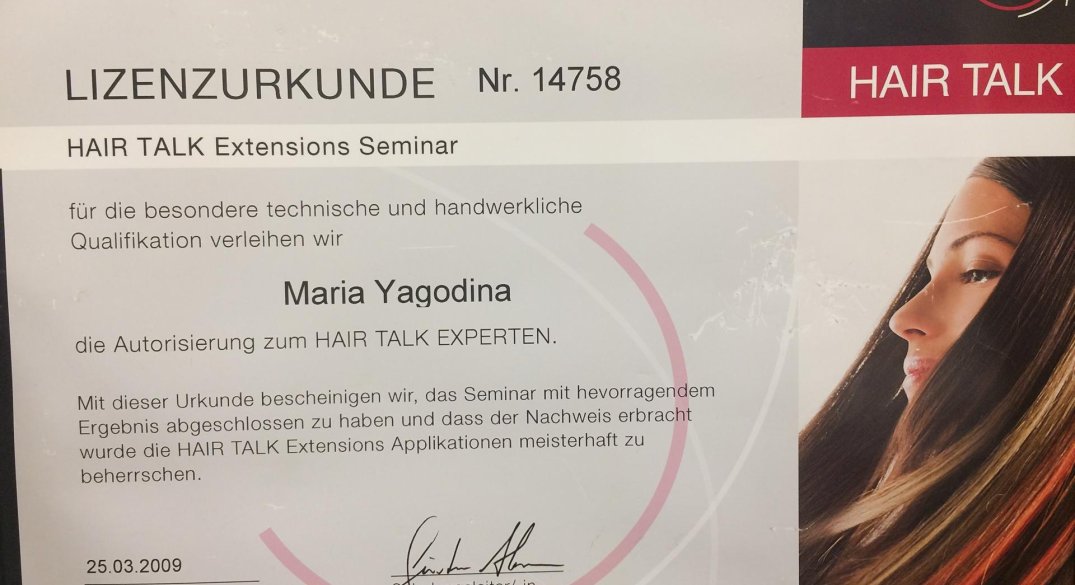 LIZENZURKUNDE Nr. 14758
HAIR TALK
HAIR TALK Extensions Seminar
für die besondere technische und handwerkliche
Qualifikation verleihen wir
Maria Yagodina
die Autorisierung zum HAIR TALK EXPERTEN.
Mit dieser Urkunde bescheinigen wir, das Seminar mit hevorragendem
Ergebnis abgeschlossen zu haben und dass der Nachweis erbracht
wurde die HAIR TALK Extensions Applikationen meisterhaft zu
beherrschen.
25.03.2009